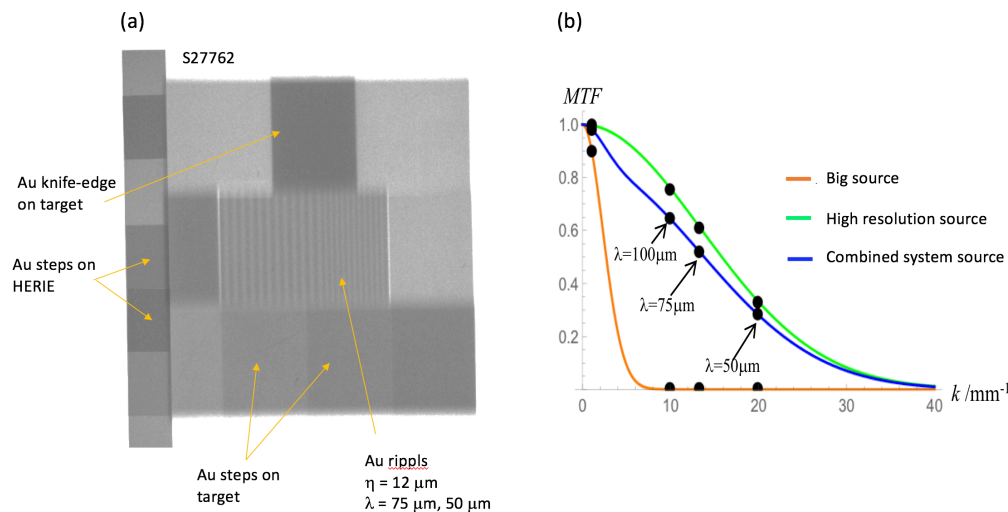 (a)
S27762
Au knife-edge
on target
Au steps on
HERIE
Au steps on
target
Au rippls
η = 12 μm
λ = 75 μm, 50 μm
(b)
MTF
1.0
0.8
0.6
0.4
0.2
0
10
20
30
40
k /mm-1
λ=100μm
λ=75μm
λ=50μm
Big source
High resolution source
Combined system source